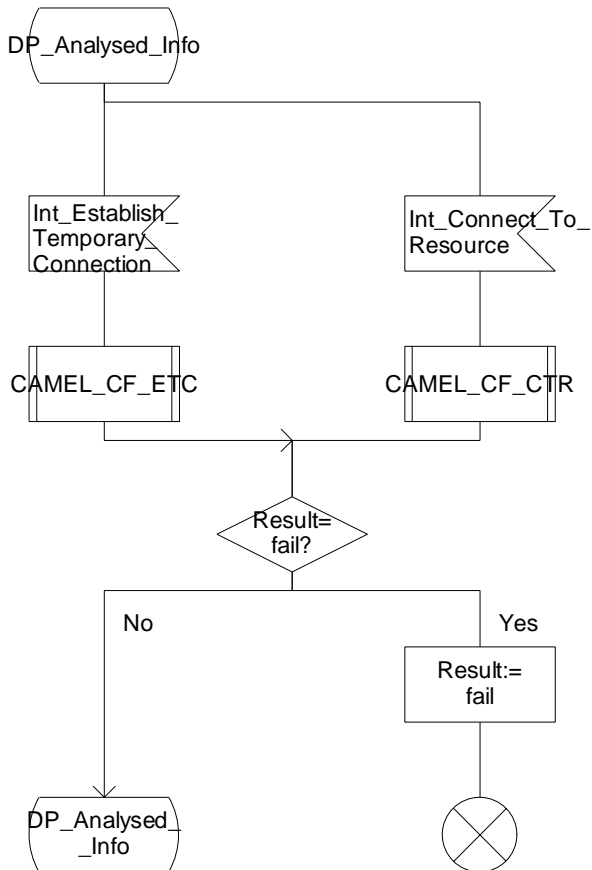 DP_Analysed_Info
Int_Establish_
Temporary_
Connection
Int_Connect_To_
Resource
CAMEL_CF_ETC
CAMEL_CF_CTR
Result=
fail?
No
Yes
Result:=
fail
DP_Analysed_
_Info